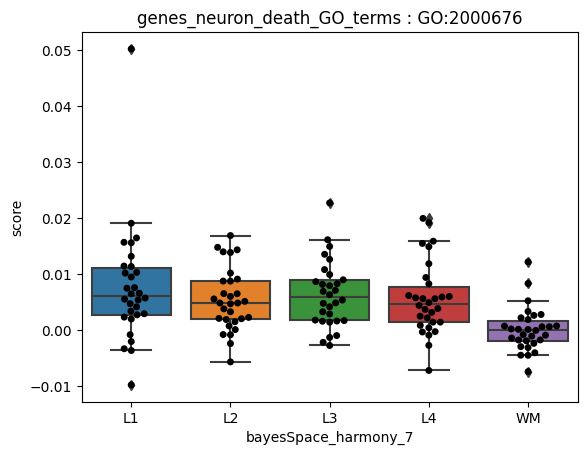 genes_neuron_death_GO_terms : GO:2000676
0.05
0.04
0.03
0.02
0.01
0.00
−0.01
score
L1 L2 L3 L4 WM
bayesSpace_harmony_7